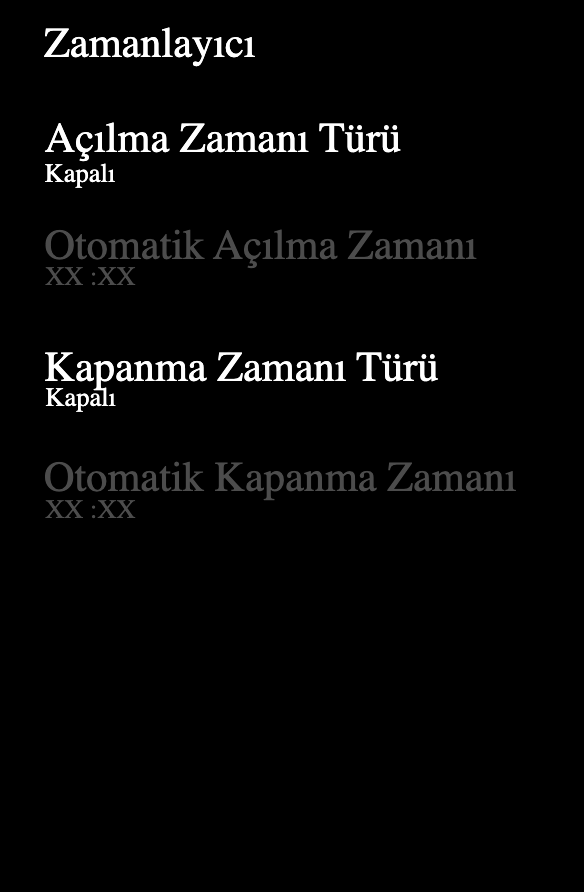 Zamanlayıcı
Açılma Zamanı Türü
Kapalı
Otomatik Açılma Zamanı
XX :XX
Kapanma Zamanı Türü
Kapalı
Otomatik Kapanma Zamanı
XX :XX